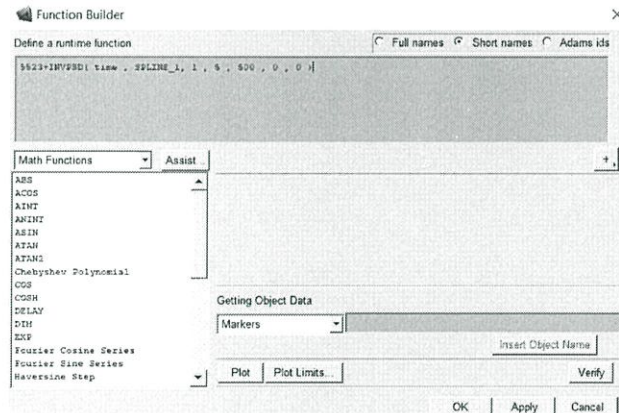 Function Builder
Define a runtime function
Full names Short names Adams ids
5523+INVPSD( time , SPLINE_1, 1 , 5 , 500 , 0 , 0 )
Math Functions Assist... +
ABS
ACOS
AINT
ANINT
ASIN
ATAN
ATAN2
Chebyshev Polynomial
COS
COSH
DELAY
DIM
EXP
Fourier Cosine Series
Fourier Sine Series
Haversine Step
Getting Object Data
Markers
Insert Object Name
Plot Plot Limits... Verify
OK Apply Cancel